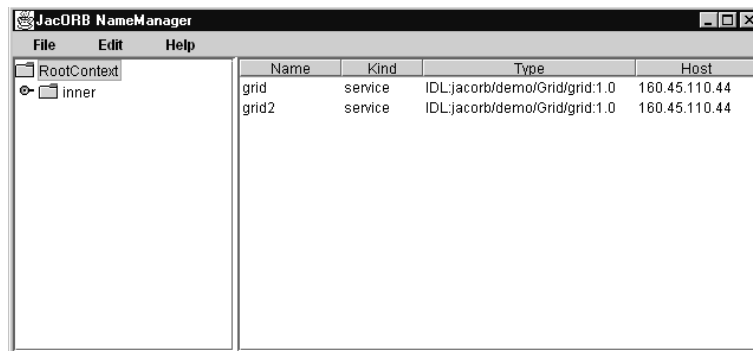 JacORB NameManager
File Edit Help
RootContext
inner
Name Kind Type Host
grid service IDL:jacorb/demo/Grid/grid:1.0 160.45.110.44
grid2 service IDL:jacorb/demo/Grid/grid:1.0 160.45.110.44